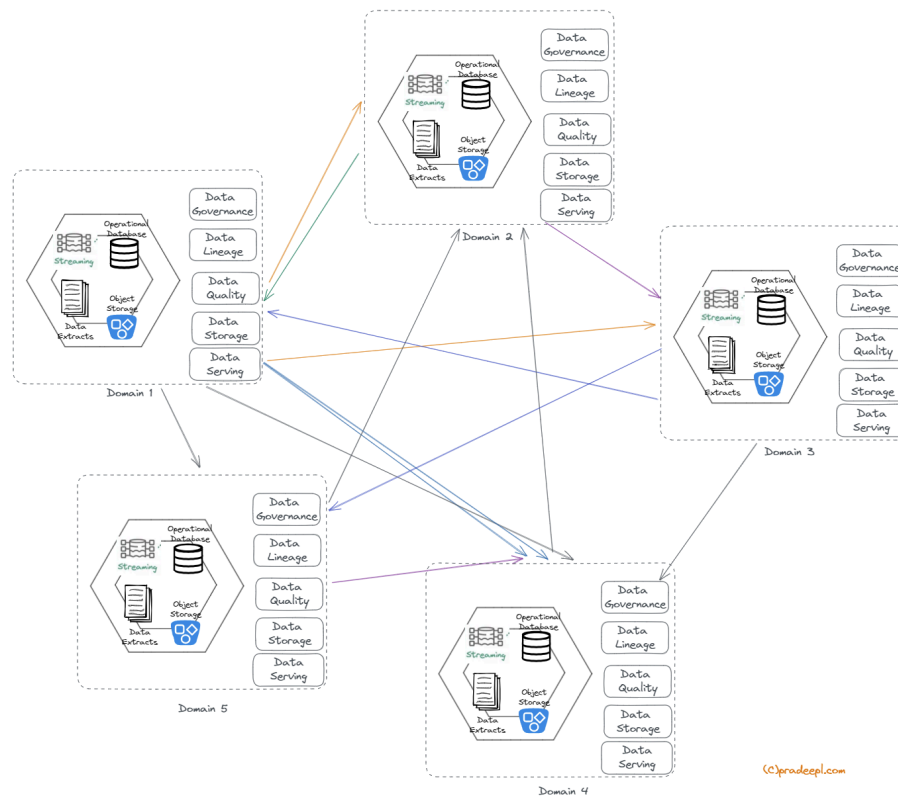 Data
Governance
Operational
Database
Data
Lineage
Streaming
Data
Quality
Object
Storage
Data
Extracts
Data
Storage
Data
Serving
Domain 2
Data
Governance
Operational
Database
Data
Lineage
Streaming
Data
Quality
Object
Storage
Data
Extracts
Data
Storage
Data
Serving
Domain 1
Data
Governance
Operational
Database
Data
Lineage
Streaming
Data
Quality
Object
Storage
Data
Extracts
Data
Storage
Data
Serving
Domain 3
Data
Governance
Operational
Database
Data
Lineage
Streaming
Data
Quality
Object
Storage
Data
Extracts
Data
Storage
Data
Serving
Domain 5
Data
Governance
Operational
Database
Data
Lineage
Streaming
Data
Quality
Object
Storage
Data
Extracts
Data
Storage
Data
Serving
Domain 4
(C)pradeepl.com